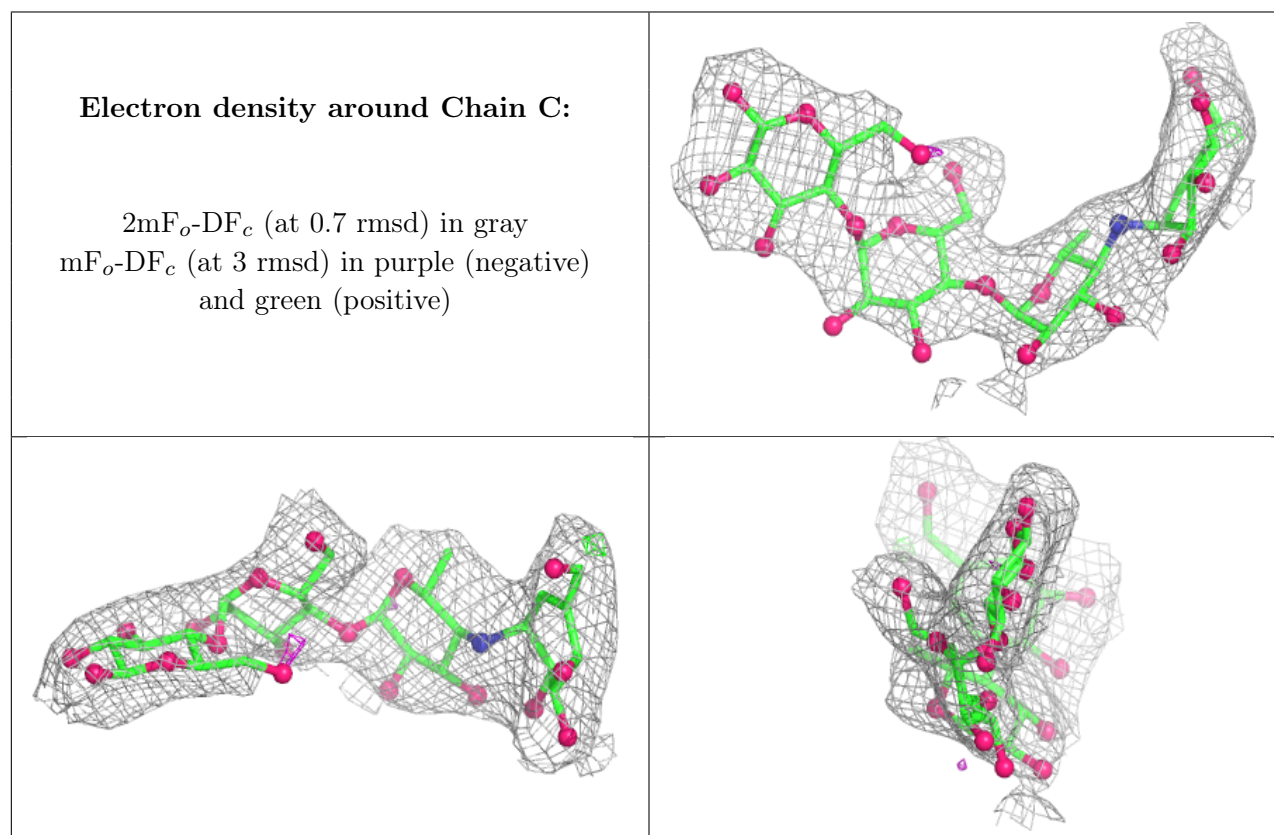 Electron density around Chain C:
2mFₒ-DF𝒸 (at 0.7 rmsd) in gray
mFₒ-DF𝒸 (at 3 rmsd) in purple (negative)
and green (positive)